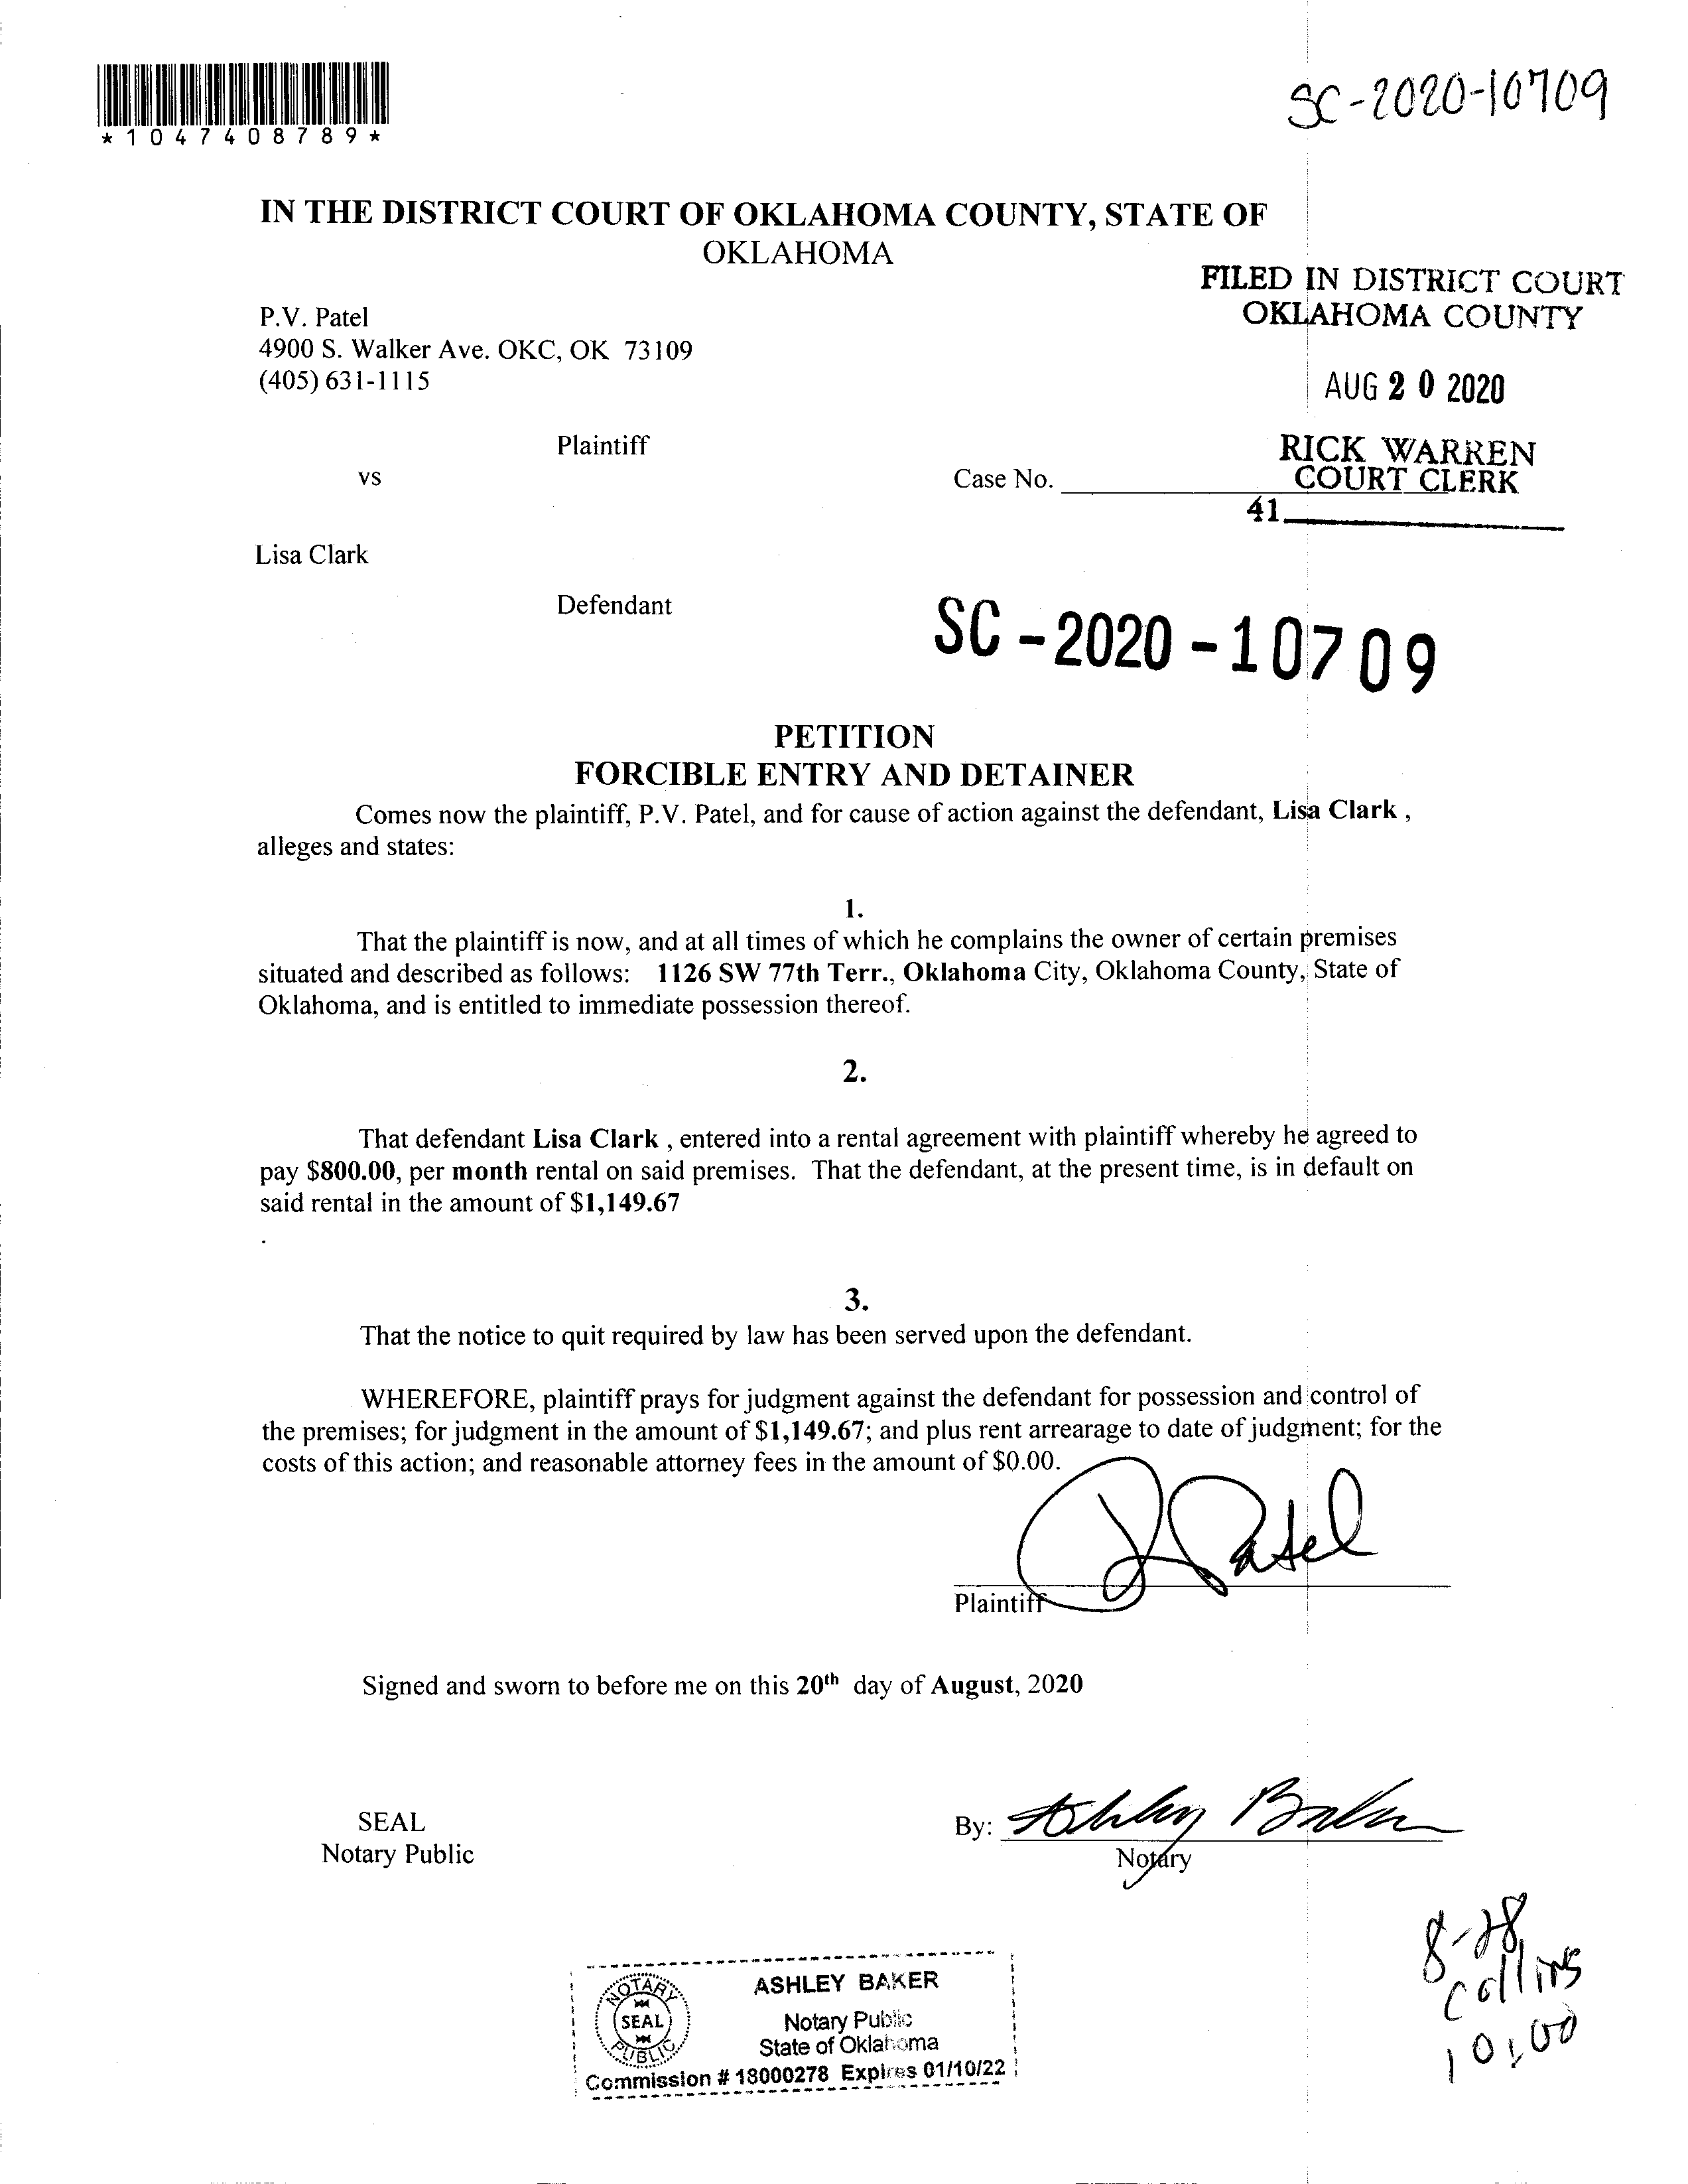 SC-2020-10709
*1047408789*
IN THE DISTRICT COURT OF OKLAHOMA COUNTY, STATE OF
OKLAHOMA
FILED IN DISTRICT COURT
OKLAHOMA COUNTY
P.V. Patel
4900 S. Walker Ave. OKC, OK 73109
(405) 631-1115
AUG 20 2020
Plaintiff
RICK WARREN
COURT CLERK
vs
Case No.
41
Lisa Clark
Defendant
SC-2020-10709
PETITION
FORCIBLE ENTRY AND DETAINER
Comes now the plaintiff, P.V. Patel, and for cause of action against the defendant, Lisa Clark ,
alleges and states:
1.
That the plaintiff is now, and at all times of which he complains the owner of certain premises
situated and described as follows: 1126 SW 77th Terr., Oklahoma City, Oklahoma County, State of
Oklahoma, and is entitled to immediate possession thereof.
2.
That defendant Lisa Clark , entered into a rental agreement with plaintiff whereby he agreed to
pay $800.00, per month rental on said premises. That the defendant, at the present time, is in default on
said rental in the amount of $1,149.67
.
3.
That the notice to quit required by law has been served upon the defendant.
WHEREFORE, plaintiff prays for judgment against the defendant for possession and control of
the premises; for judgment in the amount of $1,149.67; and plus rent arrearage to date of judgment; for the
costs of this action; and reasonable attorney fees in the amount of $0.00.
Patel
Plaintiff
Signed and sworn to before me on this 20th day of August, 2020
SEAL
Notary Public
By: Ashley Baker
Notary
8-28
Collins
10:00
NOTARY
SEAL
PUBLIC
ASHLEY BAKER
Notary Public
State of Oklahoma
Commission # 18000278 Expires 01/10/22